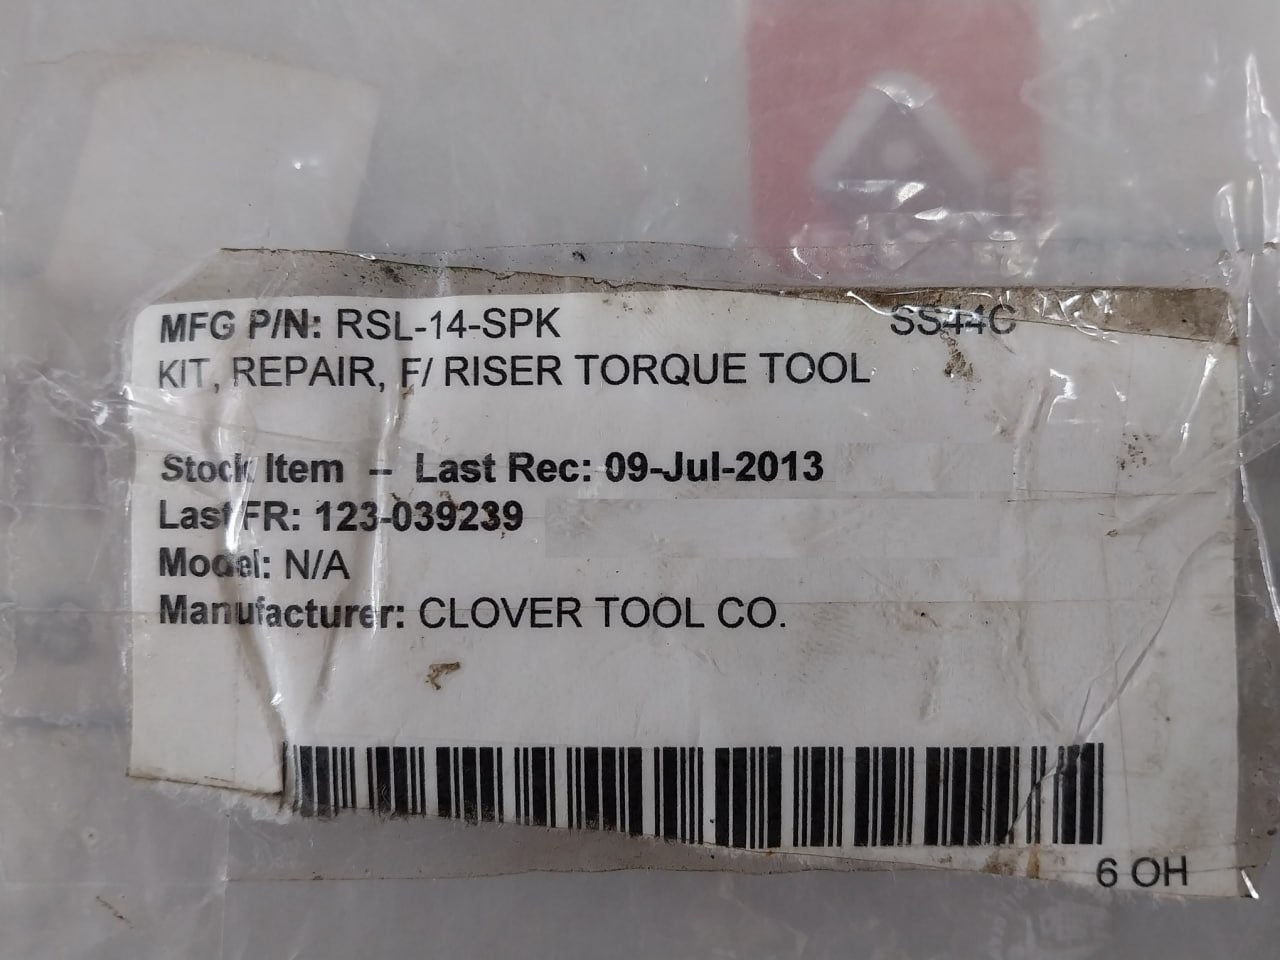 MFG P/N: RSL-14-SPK SS44C
KIT, REPAIR, F/ RISER TORQUE TOOL
Stock Item – Last Rec: 09-Jul-2013
Last FR: 123-039239
Model: N/A
Manufacturer: CLOVER TOOL CO.
6 OH